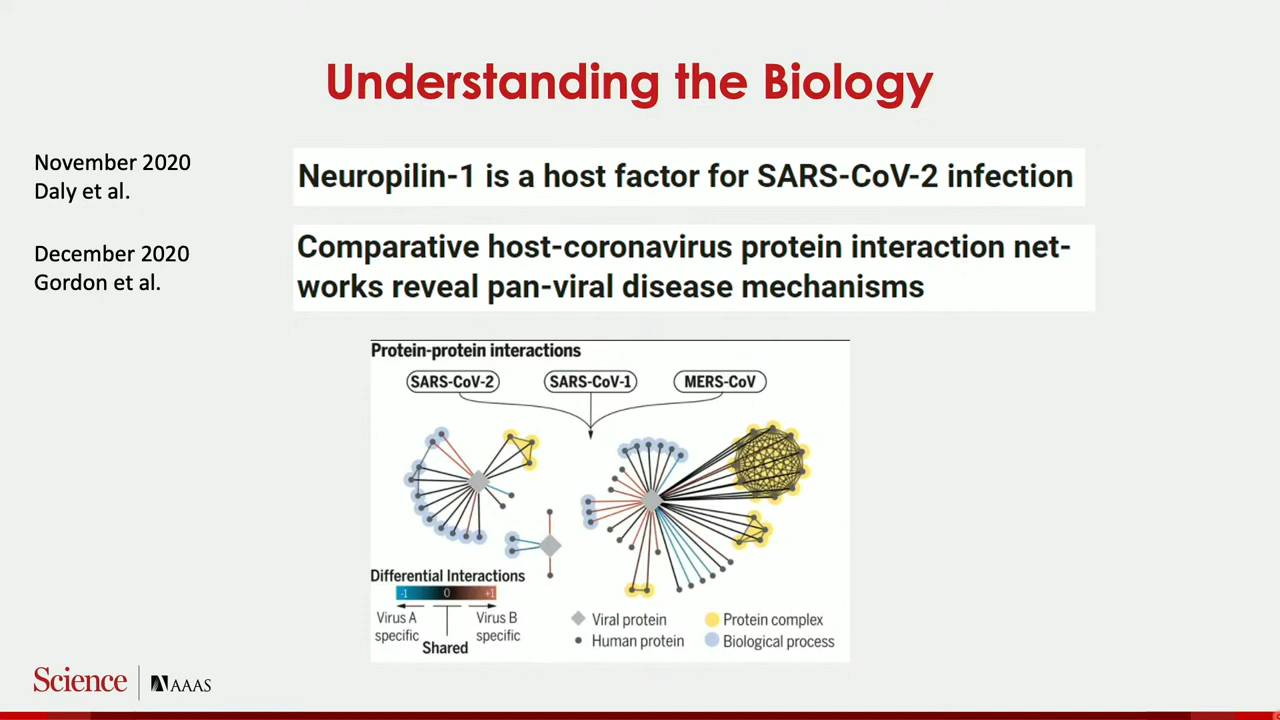 Understanding the Biology
November 2020
Daly et al.
Neuropilin-1 is a host factor for SARS-CoV-2 infection
December 2020
Gordon et al.
Comparative host-coronavirus protein interaction net-
works reveal pan-viral disease mechanisms
Protein-protein interactions
SARS-CoV-2 SARS-CoV-1 MERS-CoV
Differential Interactions
-1 0 +1
Virus A specific
Shared
Virus B specific
Viral protein
Human protein
Protein complex
Biological process
Science AAAS